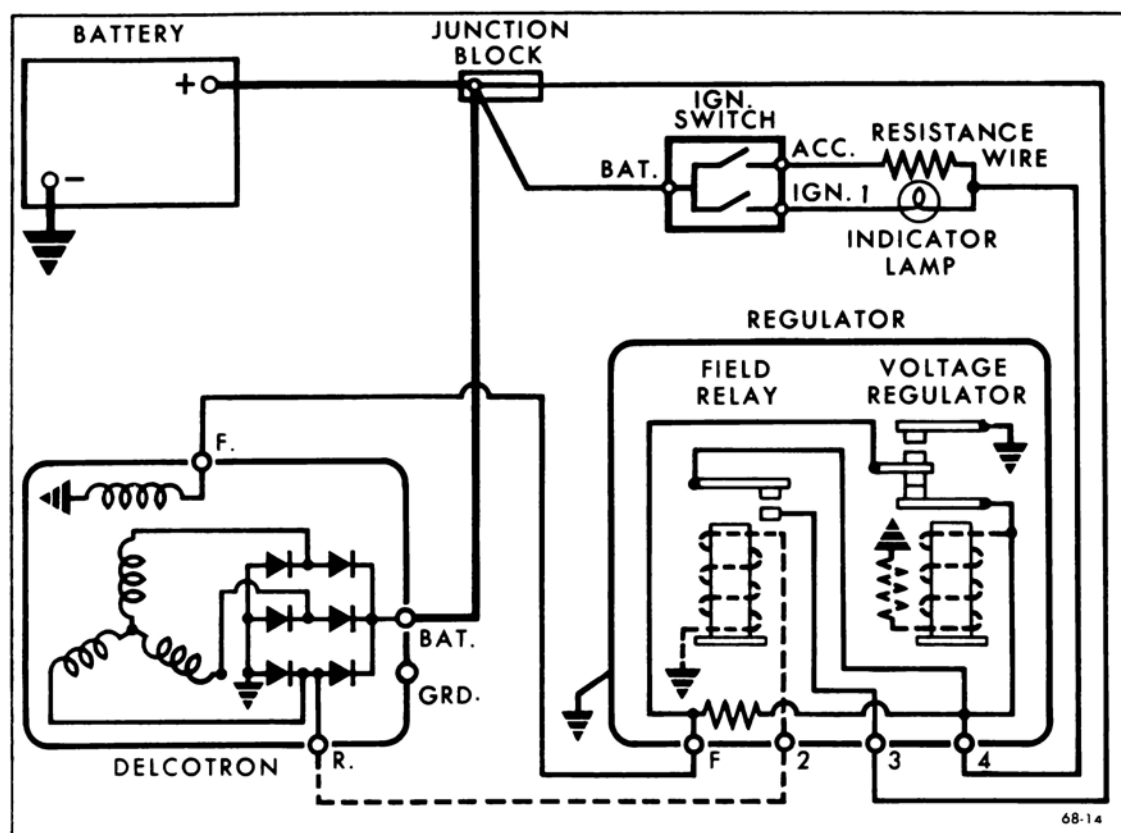 BATTERY
JUNCTION
BLOCK
+
-
IGN.
SWITCH
BAT.
ACC.
IGN. 1
RESISTANCE
WIRE
INDICATOR
LAMP
REGULATOR
FIELD
RELAY
VOLTAGE
REGULATOR
F.
BAT.
GRD.
DELCOTRON
R.
F
2
3
4
68-14